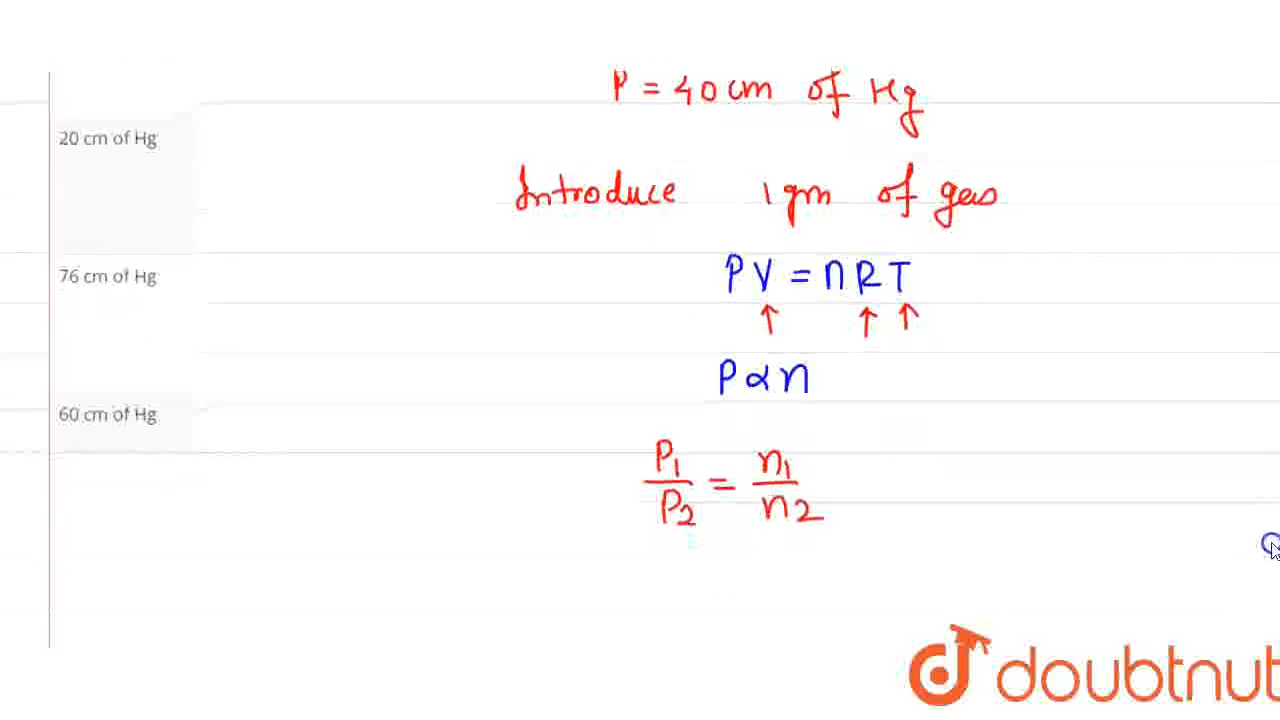 P = 40 cm of Hg
20 cm of Hg
Introduce 1 gm of gas
PV = nRT
76 cm of Hg
↑ ↑ ↑
P ∝ n
60 cm of Hg
P₁/P₂ = n₁/n₂
doubtnut